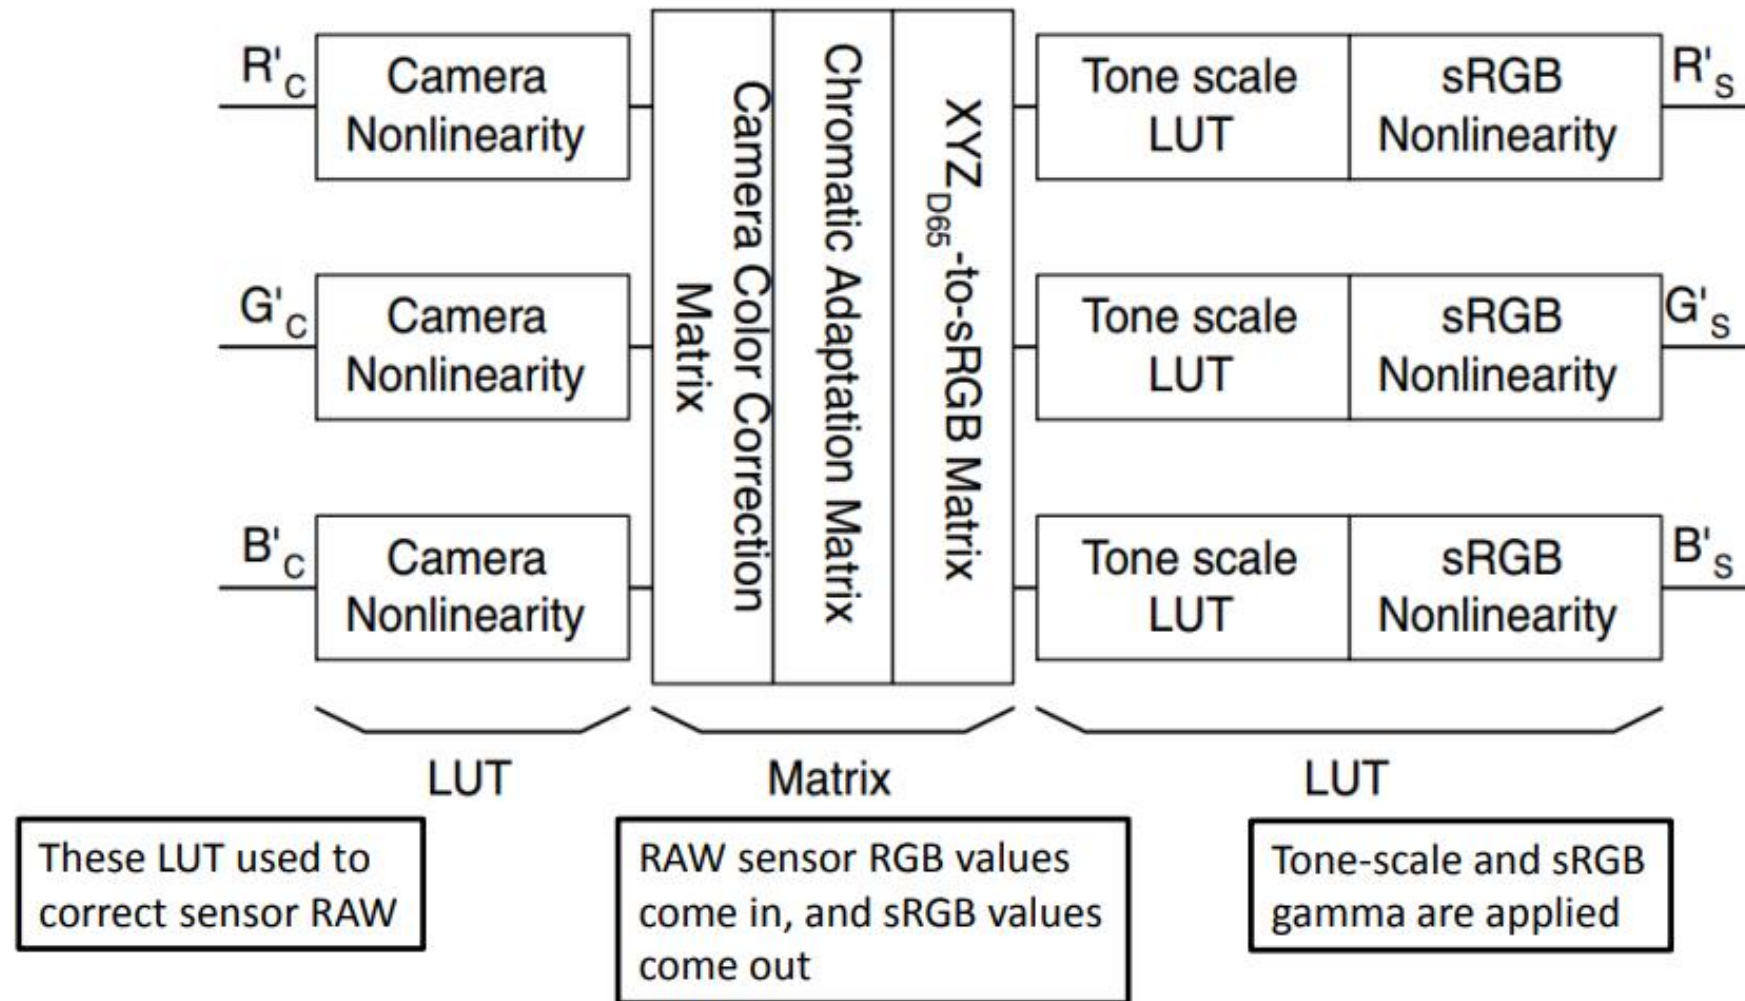 R'C
Camera
Nonlinearity
G'C
Camera
Nonlinearity
B'C
Camera
Nonlinearity
Camera Color Correction
Matrix
Chromatic Adaptation Matrix
XYZD65-to-sRGB Matrix
Tone scale
LUT
sRGB
Nonlinearity
R'S
Tone scale
LUT
sRGB
Nonlinearity
G'S
Tone scale
LUT
sRGB
Nonlinearity
B'S
LUT
Matrix
LUT
These LUT used to
correct sensor RAW
RAW sensor RGB values
come in, and sRGB values
come out
Tone-scale and sRGB
gamma are applied